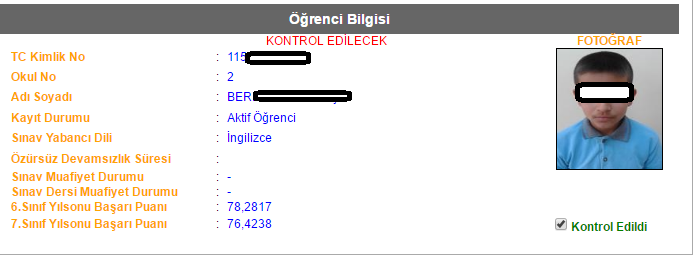 Öğrenci Bilgisi
KONTROL EDİLECEK
FOTOĞRAF
TC Kimlik No : 115
Okul No : 2
Adı Soyadı : BER
Kayıt Durumu : Aktif Öğrenci
Sınav Yabancı Dili : İngilizce
Özürsüz Devamsızlık Süresi :
Sınav Muafiyet Durumu : -
Sınav Dersi Muafiyet Durumu : -
6.Sınıf Yılsonu Başarı Puanı : 78,2817
7.Sınıf Yılsonu Başarı Puanı : 76,4238
Kontrol Edildi